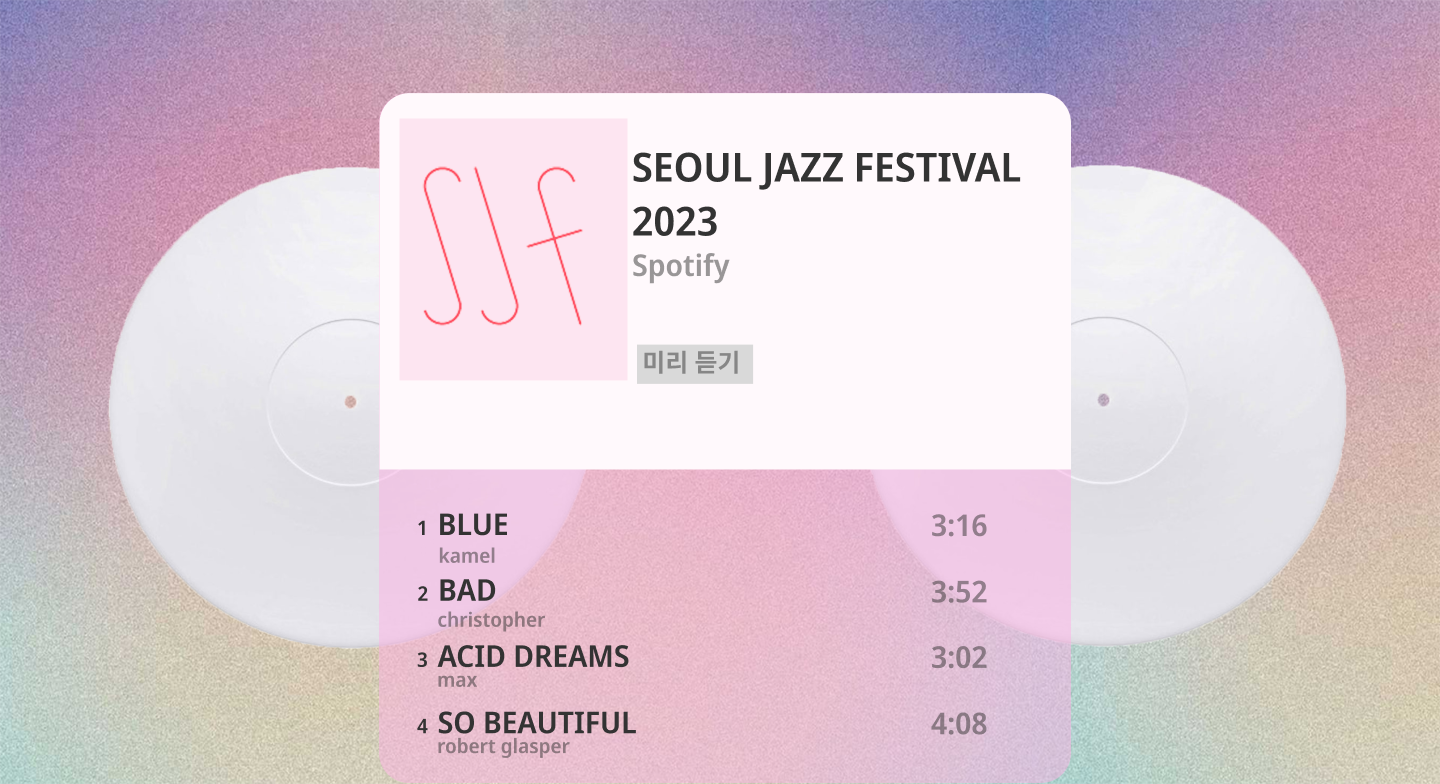 sjf
SEOUL JAZZ FESTIVAL
2023
Spotify
미리 듣기
1 BLUE 3:16
kamel
2 BAD 3:52
christopher
3 ACID DREAMS 3:02
max
4 SO BEAUTIFUL 4:08
robert glasper